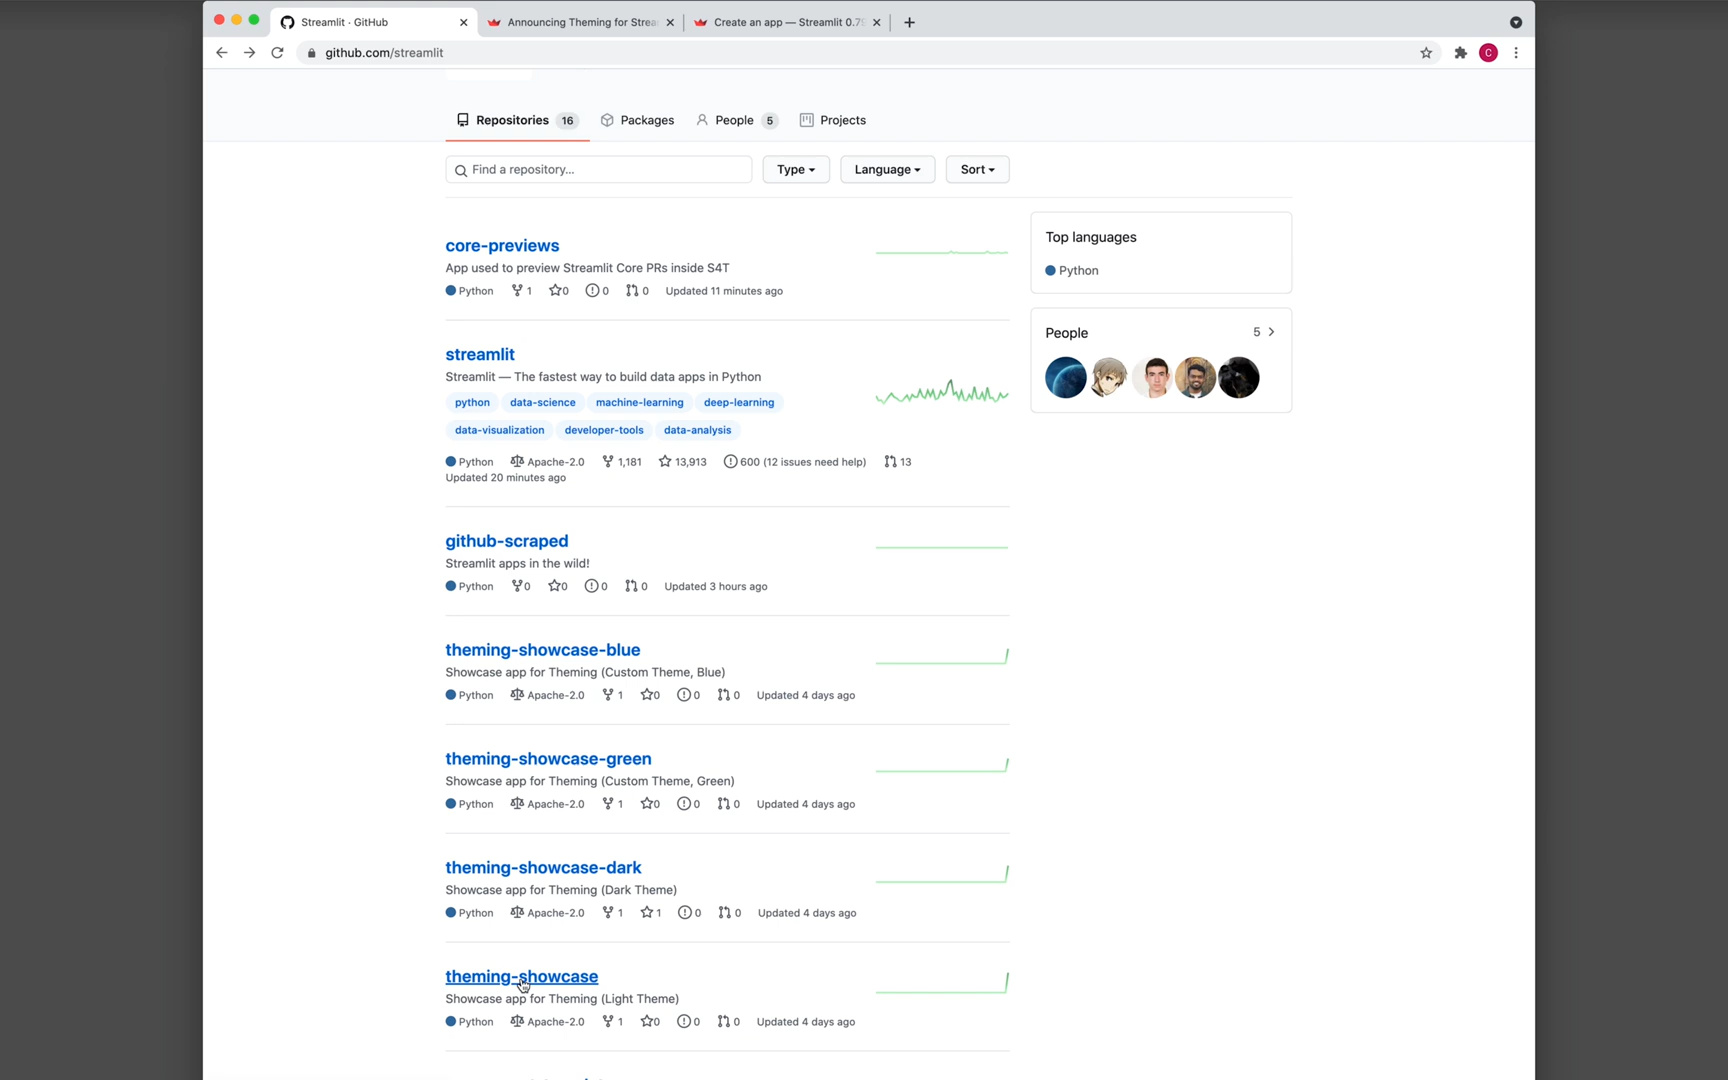 Streamlit · GitHub
Announcing Theming for Strea
Create an app — Streamlit 0.79
github.com/streamlit
C
Repositories 16 Packages People 5 Projects
Find a repository... Type Language Sort
core-previews
App used to preview Streamlit Core PRs inside S4T
Python 1 0 0 0 Updated 11 minutes ago
Top languages
Python
People 5
streamlit
Streamlit — The fastest way to build data apps in Python
python data-science machine-learning deep-learning
data-visualization developer-tools data-analysis
Python Apache-2.0 1,181 13,913 600 (12 issues need help) 13
Updated 20 minutes ago
github-scraped
Streamlit apps in the wild!
Python 0 0 0 0 Updated 3 hours ago
theming-showcase-blue
Showcase app for Theming (Custom Theme, Blue)
Python Apache-2.0 1 0 0 0 Updated 4 days ago
theming-showcase-green
Showcase app for Theming (Custom Theme, Green)
Python Apache-2.0 1 0 0 0 Updated 4 days ago
theming-showcase-dark
Showcase app for Theming (Dark Theme)
Python Apache-2.0 1 1 0 0 Updated 4 days ago
theming-showcase
Showcase app for Theming (Light Theme)
Python Apache-2.0 1 0 0 0 Updated 4 days ago